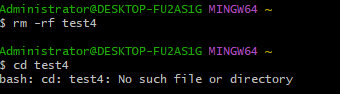 Administrator@DESKTOP-FU2AS1G MINGW64 ~
$ rm -rf test4
Administrator@DESKTOP-FU2AS1G MINGW64 ~
$ cd test4
bash: cd: test4: No such file or directory